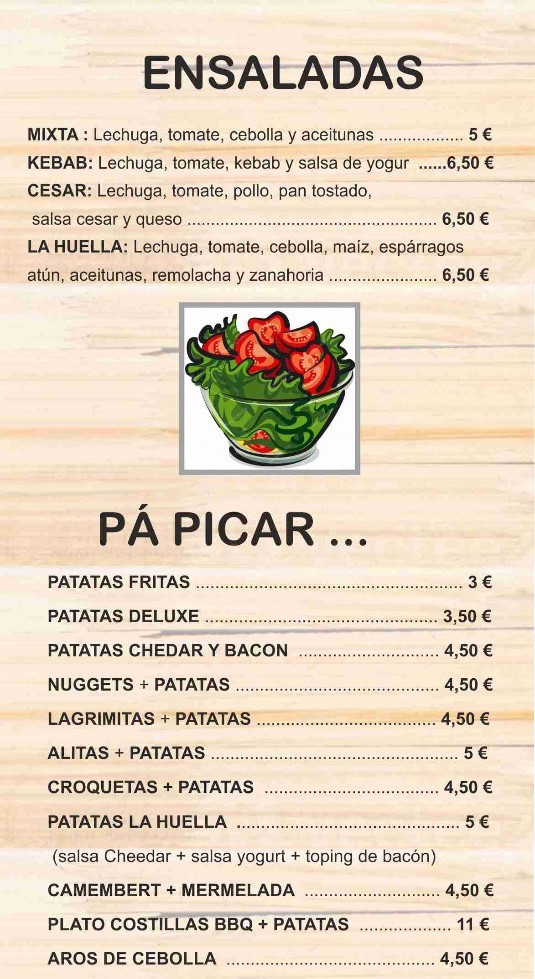 ENSALADAS
MIXTA : Lechuga, tomate, cebolla y aceitunas .................. 5 €
KEBAB: Lechuga, tomate, kebab y salsa de yogur ......6,50 €
CESAR: Lechuga, tomate, pollo, pan tostado,
salsa cesar y queso ...................................................... 6,50 €
LA HUELLA: Lechuga, tomate, cebolla, maíz, espárragos
atún, aceitunas, remolacha y zanahoria ....................... 6,50 €
PÁ PICAR ...
PATATAS FRITAS ......................................................... 3 €
PATATAS DELUXE .................................................. 3,50 €
PATATAS CHEDAR Y BACON .............................. 4,50 €
NUGGETS + PATATAS ............................................ 4,50 €
LAGRIMITAS + PATATAS ...................................... 4,50 €
ALITAS + PATATAS ..................................................... 5 €
CROQUETAS + PATATAS ..................................... 4,50 €
PATATAS LA HUELLA ................................................ 5 €
(salsa Cheedar + salsa yogurt + toping de bacón)
CAMEMBERT + MERMELADA ............................. 4,50 €
PLATO COSTILLAS BBQ + PATATAS .................... 11 €
AROS DE CEBOLLA ............................................. 4,50 €